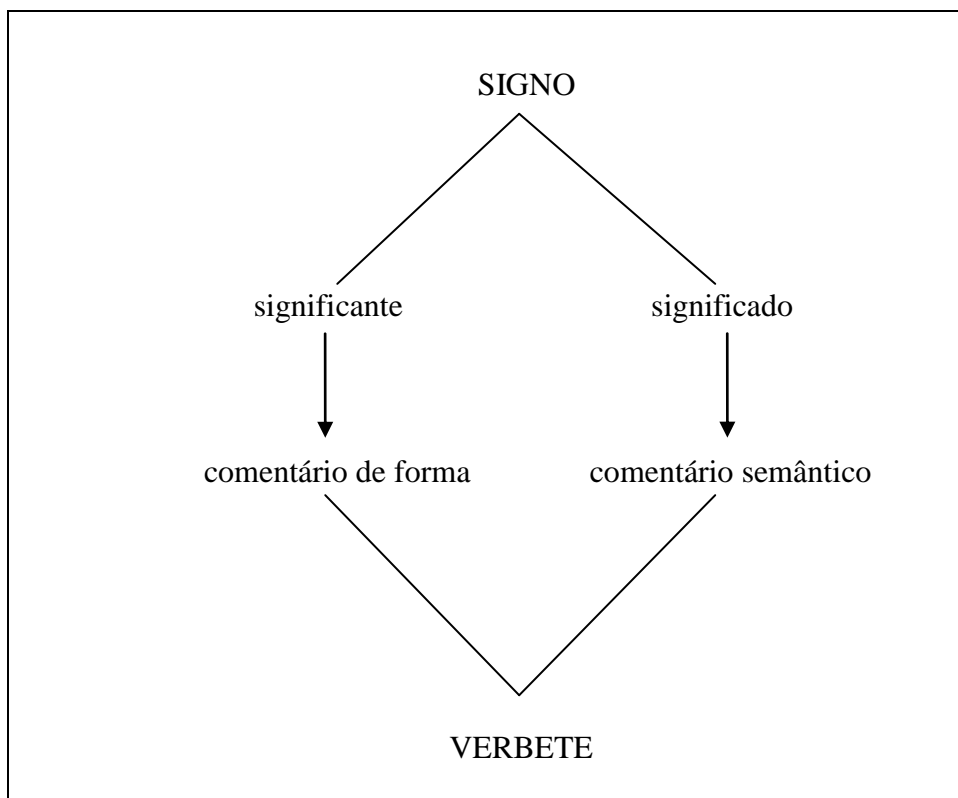 SIGNO
significante significado
comentário de forma comentário semântico
VERBETE